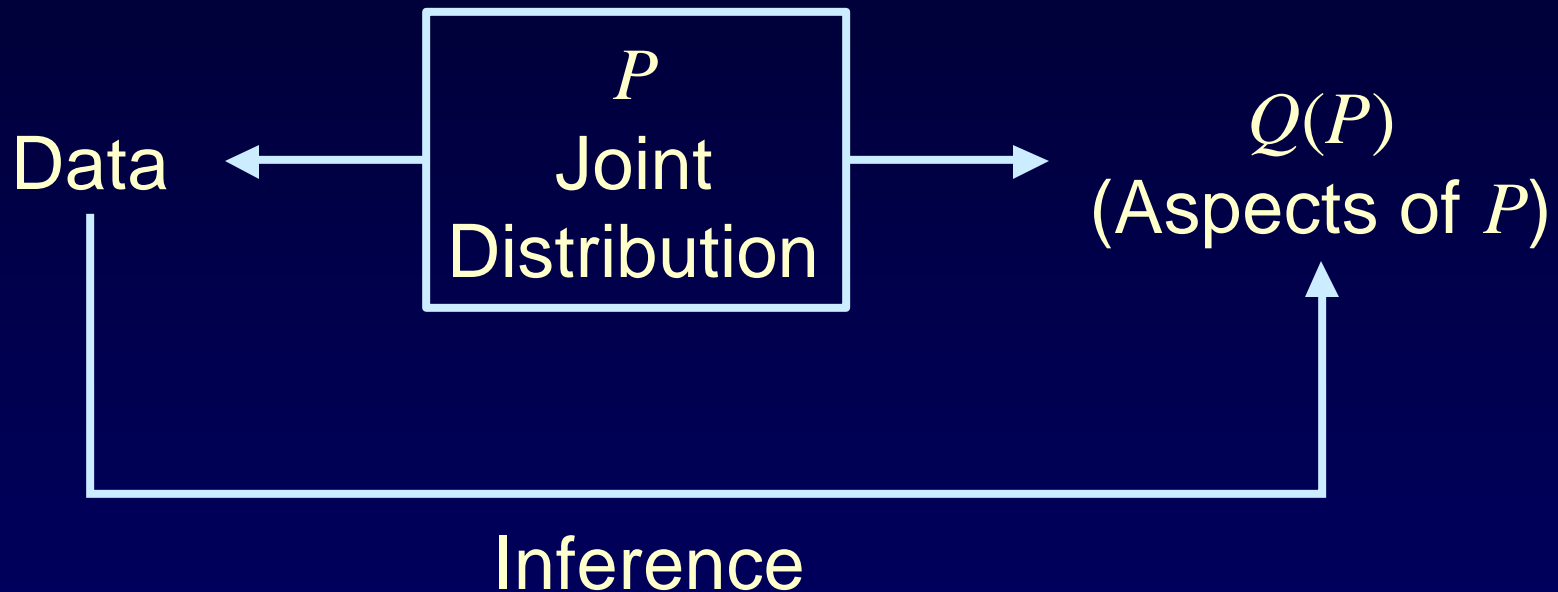 Data
P
Joint
Distribution
Q(P)
(Aspects of P)
Inference